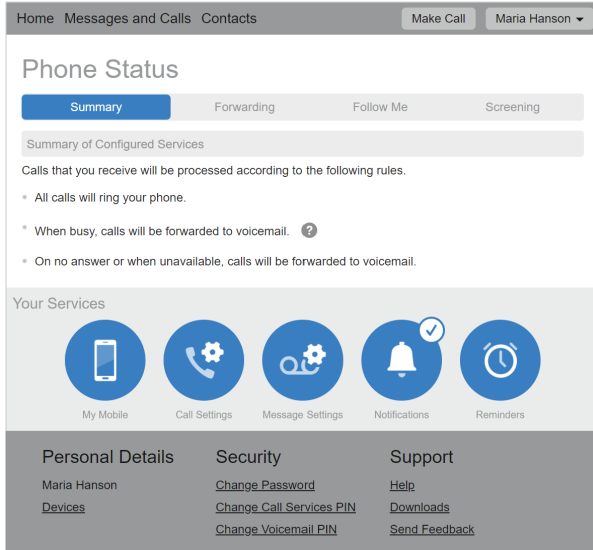 Home Messages and Calls Contacts Make Call Maria Hanson
Phone Status
Summary Forwarding Follow Me Screening
Summary of Configured Services
Calls that you receive will be processed according to the following rules.
All calls will ring your phone.
When busy, calls will be forwarded to voicemail. ?
On no answer or when unavailable, calls will be forwarded to voicemail.
Your Services
My Mobile Call Settings Message Settings Notifications Reminders
Personal Details Security Support
Maria Hanson Change Password Help
Devices Change Call Services PIN Downloads
Change Voicemail PIN Send Feedback